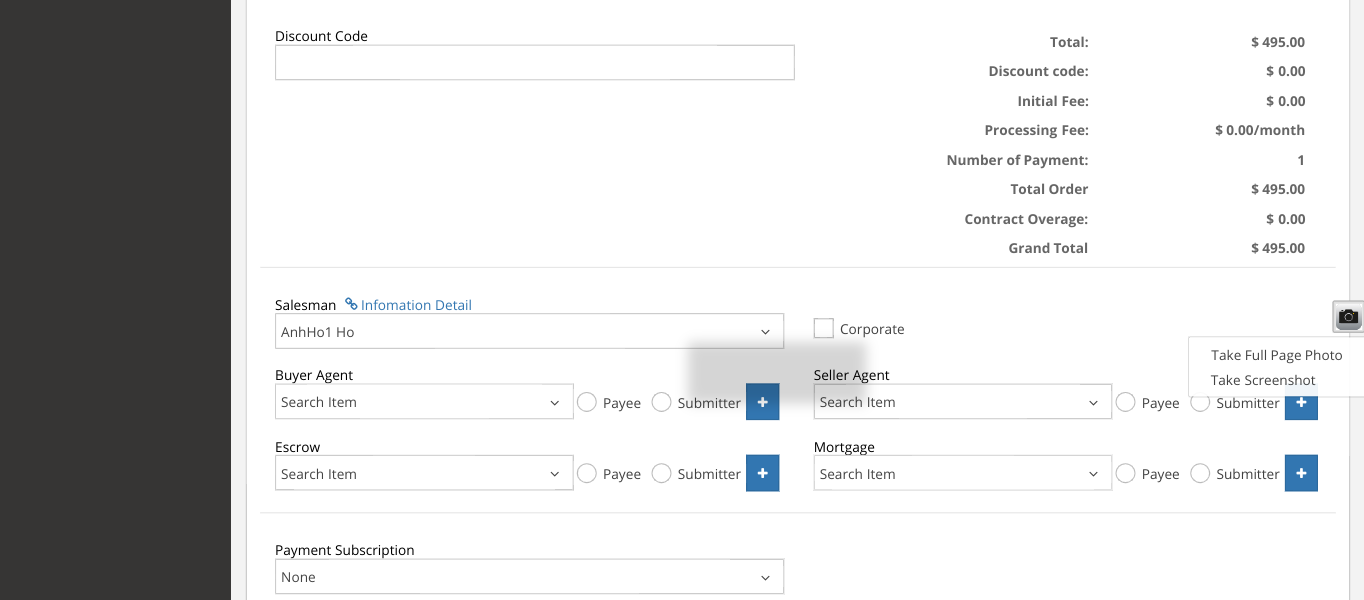 Discount Code
Total: $ 495.00
Discount code: $ 0.00
Initial Fee: $ 0.00
Processing Fee: $ 0.00/month
Number of Payment: 1
Total Order $ 495.00
Contract Overage: $ 0.00
Grand Total $ 495.00
Salesman Infomation Detail
AnhHo1 Ho
Corporate
Take Full Page Photo
Take Screenshot
Buyer Agent
Search Item Payee Submitter +
Seller Agent
Search Item Payee Submitter +
Escrow
Search Item Payee Submitter +
Mortgage
Search Item Payee Submitter +
Payment Subscription
None